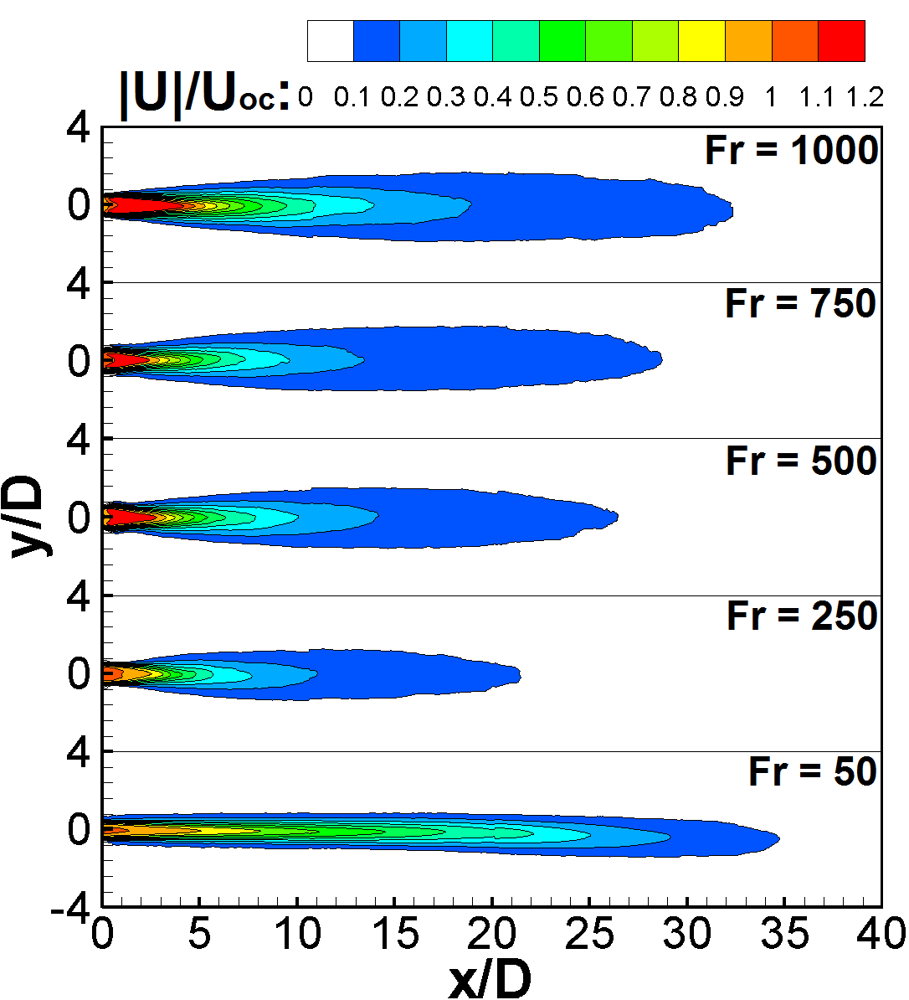 |U|/Uoc: 0 0.1 0.2 0.3 0.4 0.5 0.6 0.7 0.8 0.9 1 1.1 1.2
4
Fr = 1000
0
4
Fr = 750
0
4
Fr = 500
0
4
Fr = 250
0
4
Fr = 50
0
-4
y/D
0 5 10 15 20 25 30 35 40
x/D